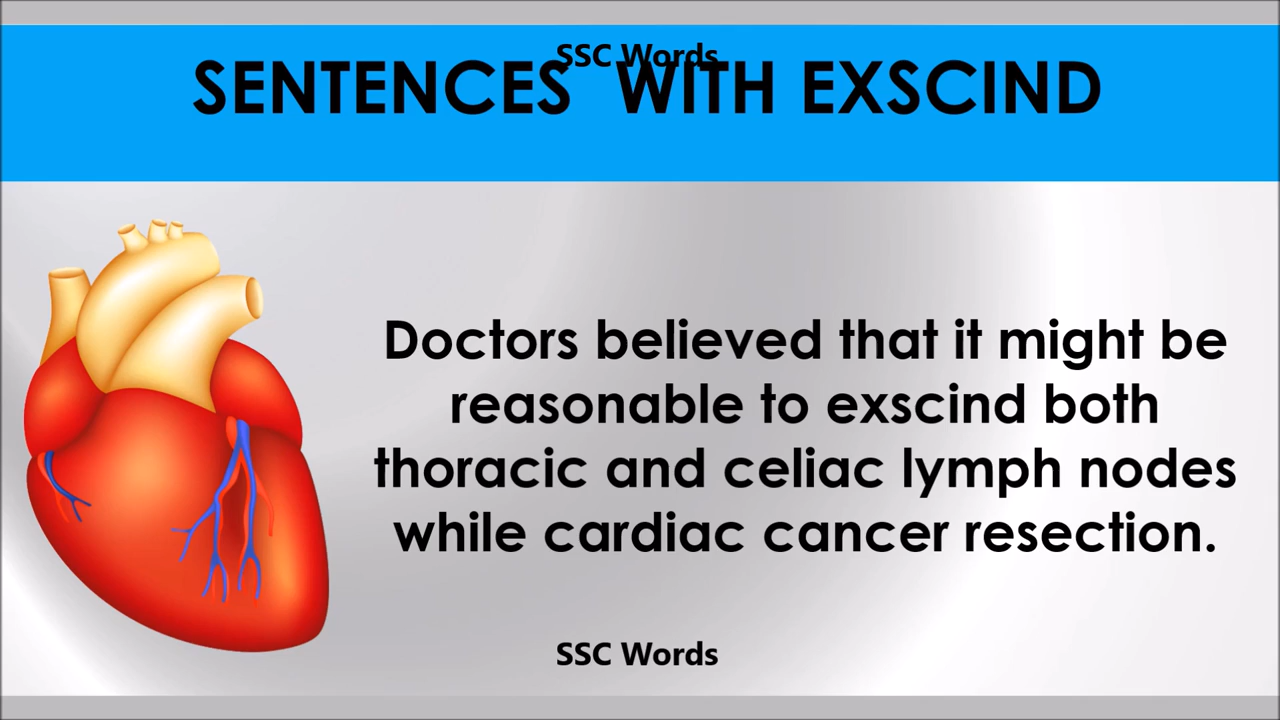 SSC Words
SENTENCES WITH EXSCIND
Doctors believed that it might be
reasonable to exscind both
thoracic and celiac lymph nodes
while cardiac cancer resection.
SSC Words